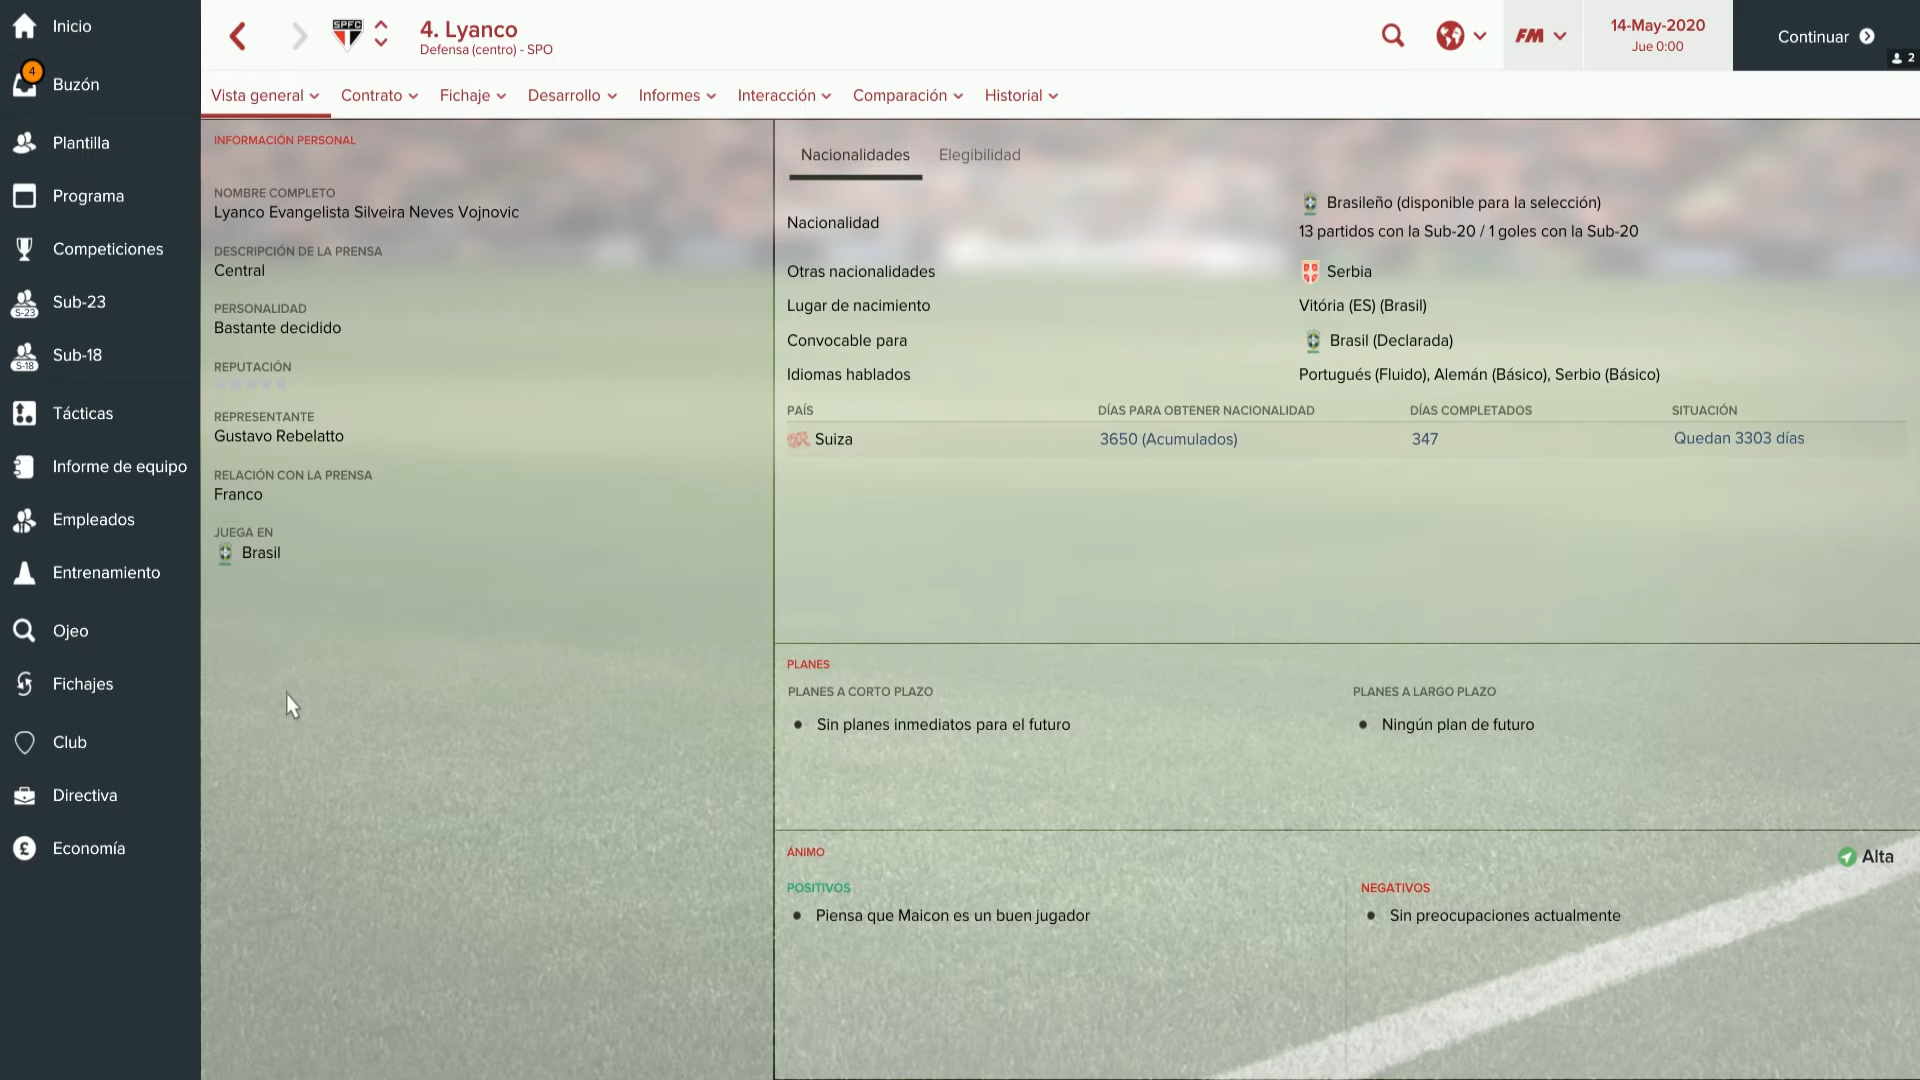 Inicio
4
Buzón
Plantilla
Programa
Competiciones
S-23
Sub-23
S-18
Sub-18
Tácticas
Informe de equipo
Empleados
Entrenamiento
Ojeo
Fichajes
Club
Directiva
Economía
SPFC
4. Lyanco
Defensa (centro) - SPO
FM
14-May-2020
Jue 0:00
Continuar
2
Vista general
Contrato
Fichaje
Desarrollo
Informes
Interacción
Comparación
Historial
INFORMACIÓN PERSONAL
NOMBRE COMPLETO
Lyanco Evangelista Silveira Neves Vojnovic
DESCRIPCIÓN DE LA PRENSA
Central
PERSONALIDAD
Bastante decidido
REPUTACIÓN
REPRESENTANTE
Gustavo Rebelatto
RELACIÓN CON LA PRENSA
Franco
JUEGA EN
Brasil
Nacionalidades Elegibilidad
Nacionalidad
Brasileño (disponible para la selección)
13 partidos con la Sub-20 / 1 goles con la Sub-20
Otras nacionalidades Serbia
Lugar de nacimiento Vitória (ES) (Brasil)
Convocable para Brasil (Declarada)
Idiomas hablados Portugués (Fluido), Alemán (Básico), Serbio (Básico)
PAÍS DÍAS PARA OBTENER NACIONALIDAD DÍAS COMPLETADOS SITUACIÓN
Suiza 3650 (Acumulados) 347 Quedan 3303 días
PLANES
PLANES A CORTO PLAZO
Sin planes inmediatos para el futuro
PLANES A LARGO PLAZO
Ningún plan de futuro
ÁNIMO
Alta
POSITIVOS
Piensa que Maicon es un buen jugador
NEGATIVOS
Sin preocupaciones actualmente